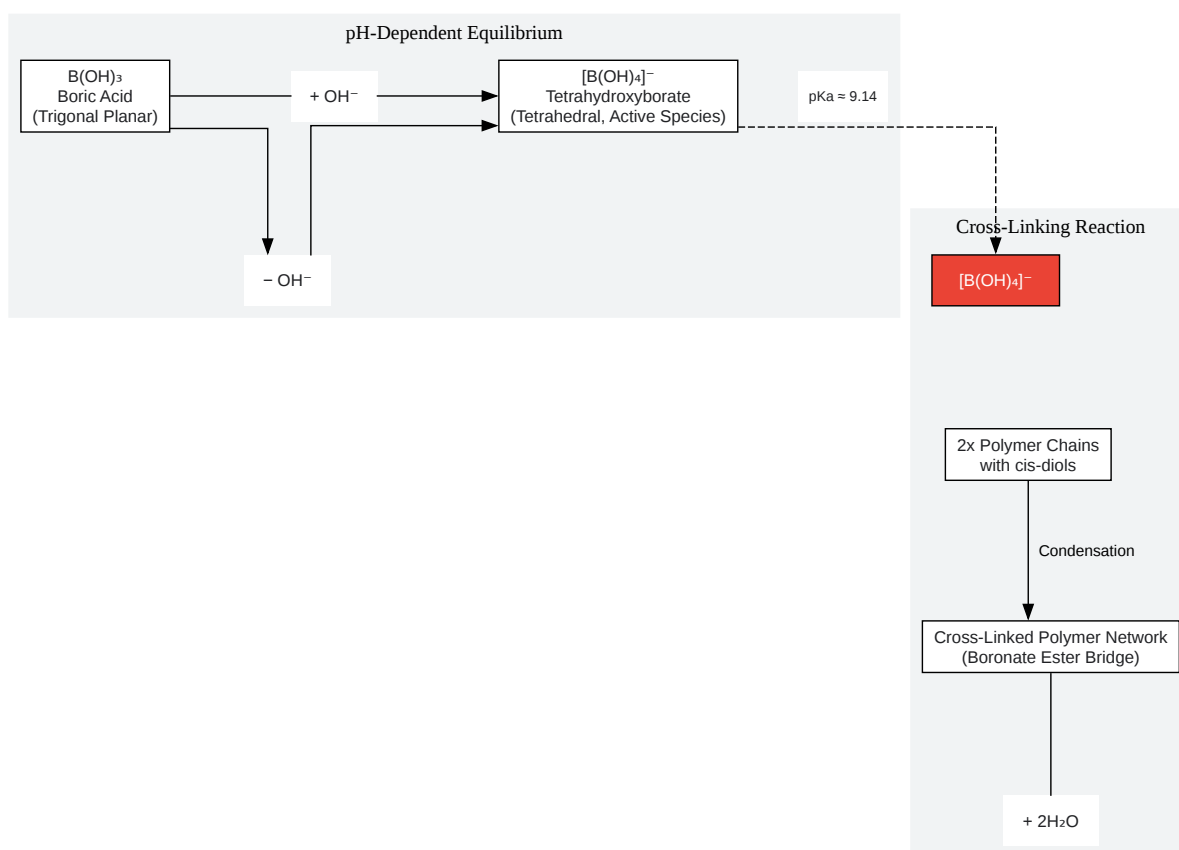 pH-Dependent Equilibrium
B(OH)₃
Boric Acid
(Trigonal Planar)
+ OH⁻
[B(OH)₄]⁻
Tetrahydroxyborate
(Tetrahedral, Active Species)
pKa ≈ 9.14
− OH⁻
Cross-Linking Reaction
[B(OH)₄]⁻
2x Polymer Chains
with cis-diols
Condensation
Cross-Linked Polymer Network
(Boronate Ester Bridge)
+ 2H₂O